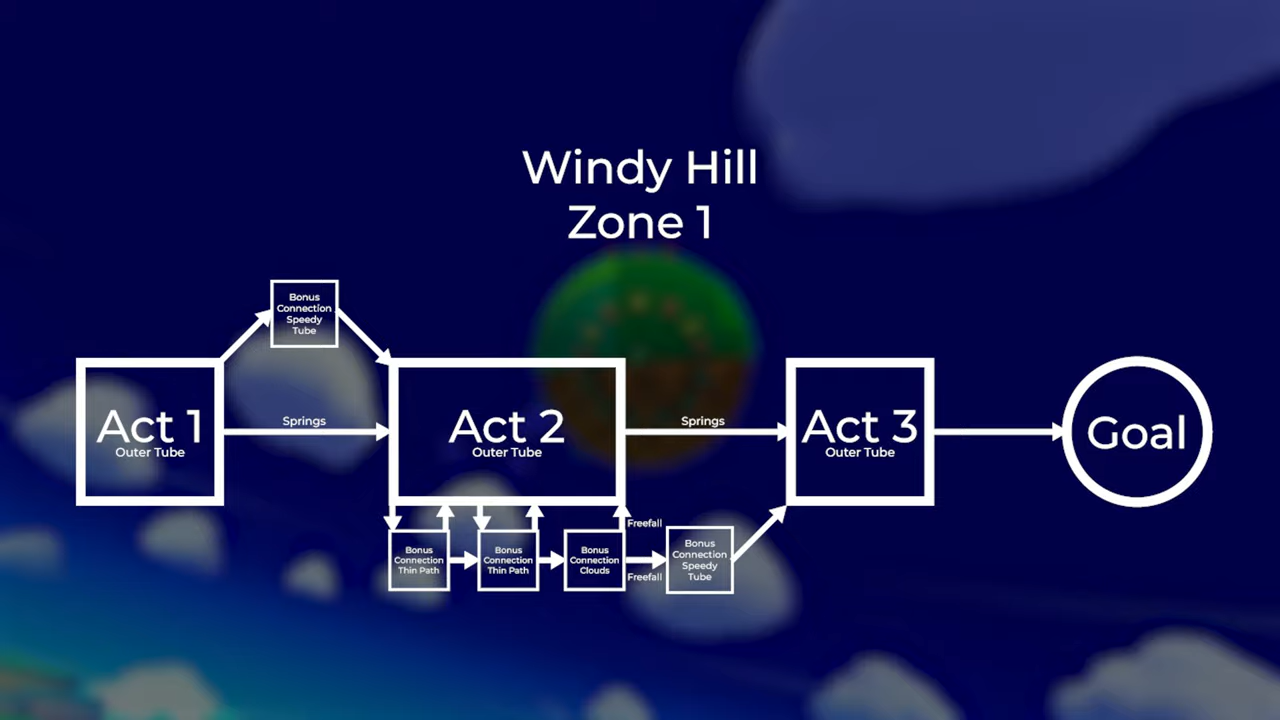 Windy Hill
Zone 1
Bonus
Connection
Speedy
Tube
Act 1
Outer Tube
Springs
Act 2
Outer Tube
Springs
Act 3
Outer Tube
Goal
Bonus
Connection
Thin Path
Bonus
Connection
Thin Path
Bonus
Connection
Clouds
Freefall
Freefall
Bonus
Connection
Speedy
Tube